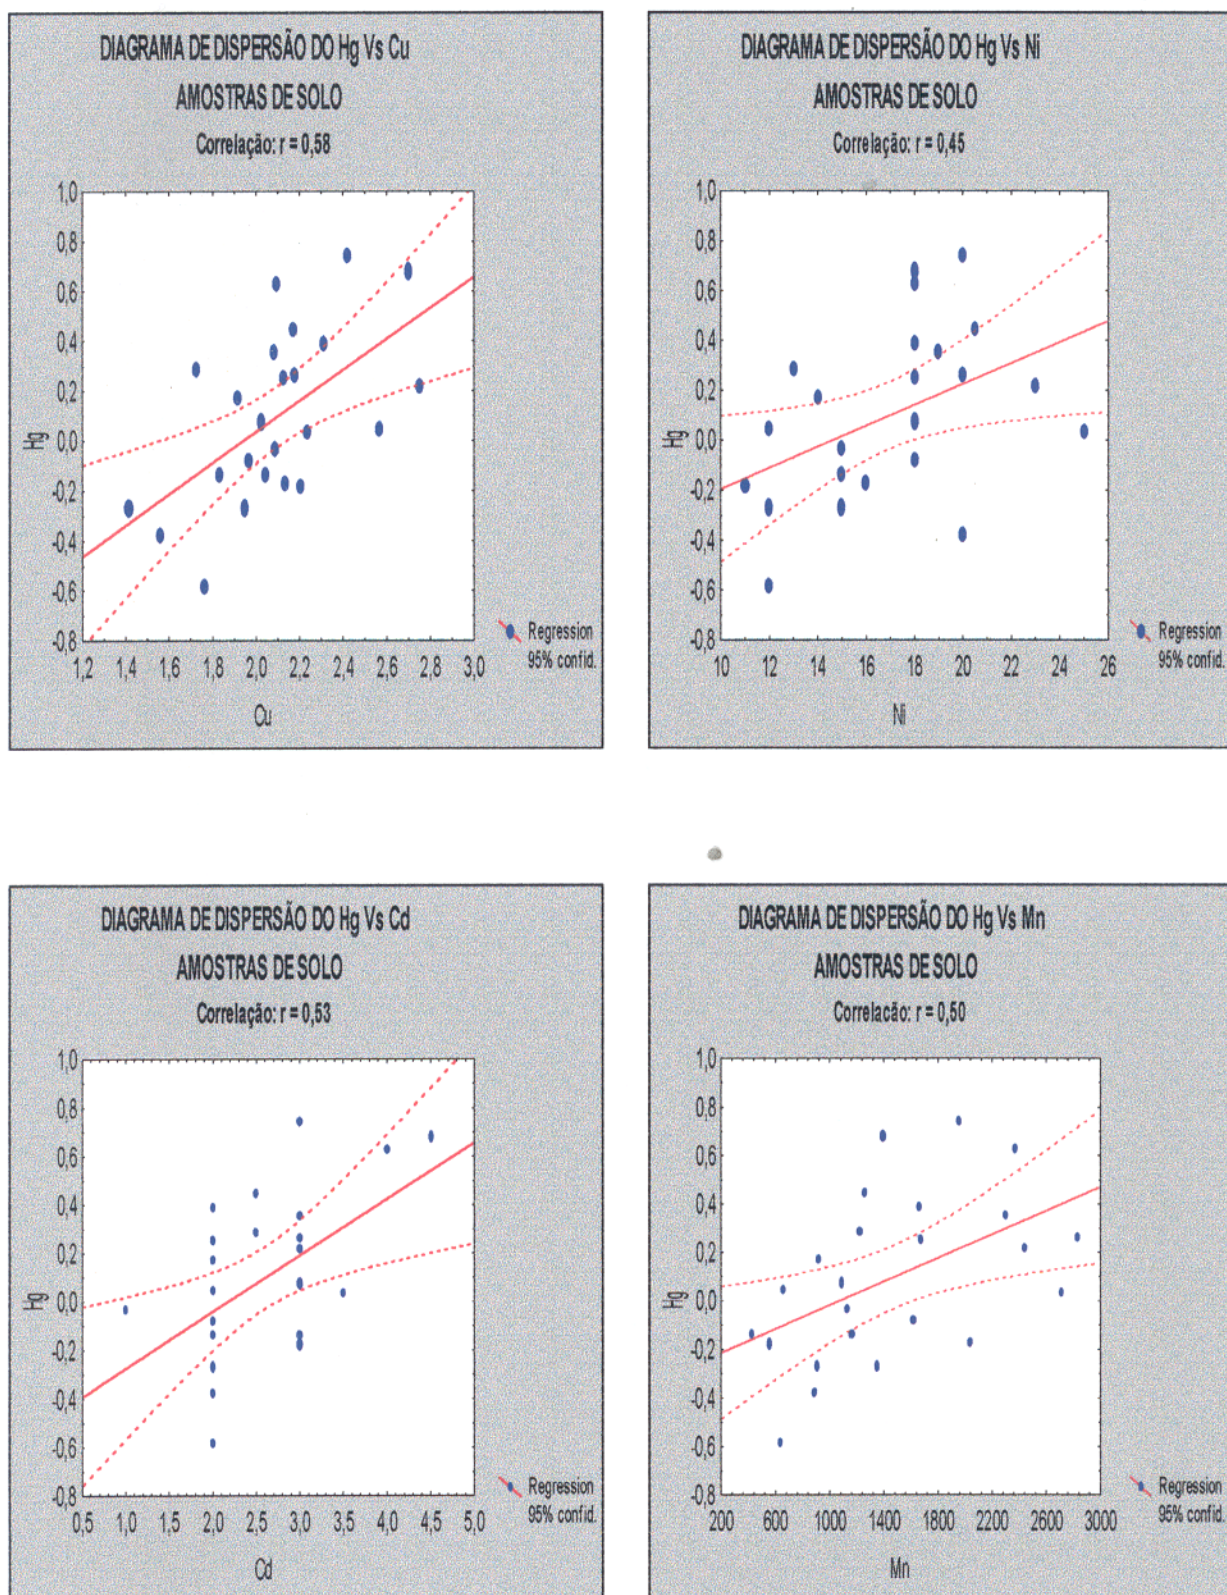 DIAGRAMA DE DISPERSÃO DO Hg Vs Cu
AMOSTRAS DE SOLO
Correlação: r = 0,58
1,0
0,8
0,6
0,4
0,2
0,0
-0,2
-0,4
-0,6
-0,8
Hg
1,2 1,4 1,6 1,8 2,0 2,2 2,4 2,6 2,8 3,0
Cu
Regression
95% confid.
DIAGRAMA DE DISPERSÃO DO Hg Vs Ni
AMOSTRAS DE SOLO
Correlação: r = 0,45
1,0
0,8
0,6
0,4
0,2
0,0
-0,2
-0,4
-0,6
-0,8
Hg
10 12 14 16 18 20 22 24 26
Ni
Regression
95% confid.
DIAGRAMA DE DISPERSÃO DO Hg Vs Cd
AMOSTRAS DE SOLO
Correlação: r = 0,53
1,0
0,8
0,6
0,4
0,2
0,0
-0,2
-0,4
-0,6
-0,8
Hg
0,5 1,0 1,5 2,0 2,5 3,0 3,5 4,0 4,5 5,0
Cd
Regression
95% confid.
DIAGRAMA DE DISPERSÃO DO Hg Vs Mn
AMOSTRAS DE SOLO
Correlacão: r = 0,50
1,0
0,8
0,6
0,4
0,2
0,0
-0,2
-0,4
-0,6
-0,8
Hg
200 600 1000 1400 1800 2200 2600 3000
Mn
Regression
95% confid.